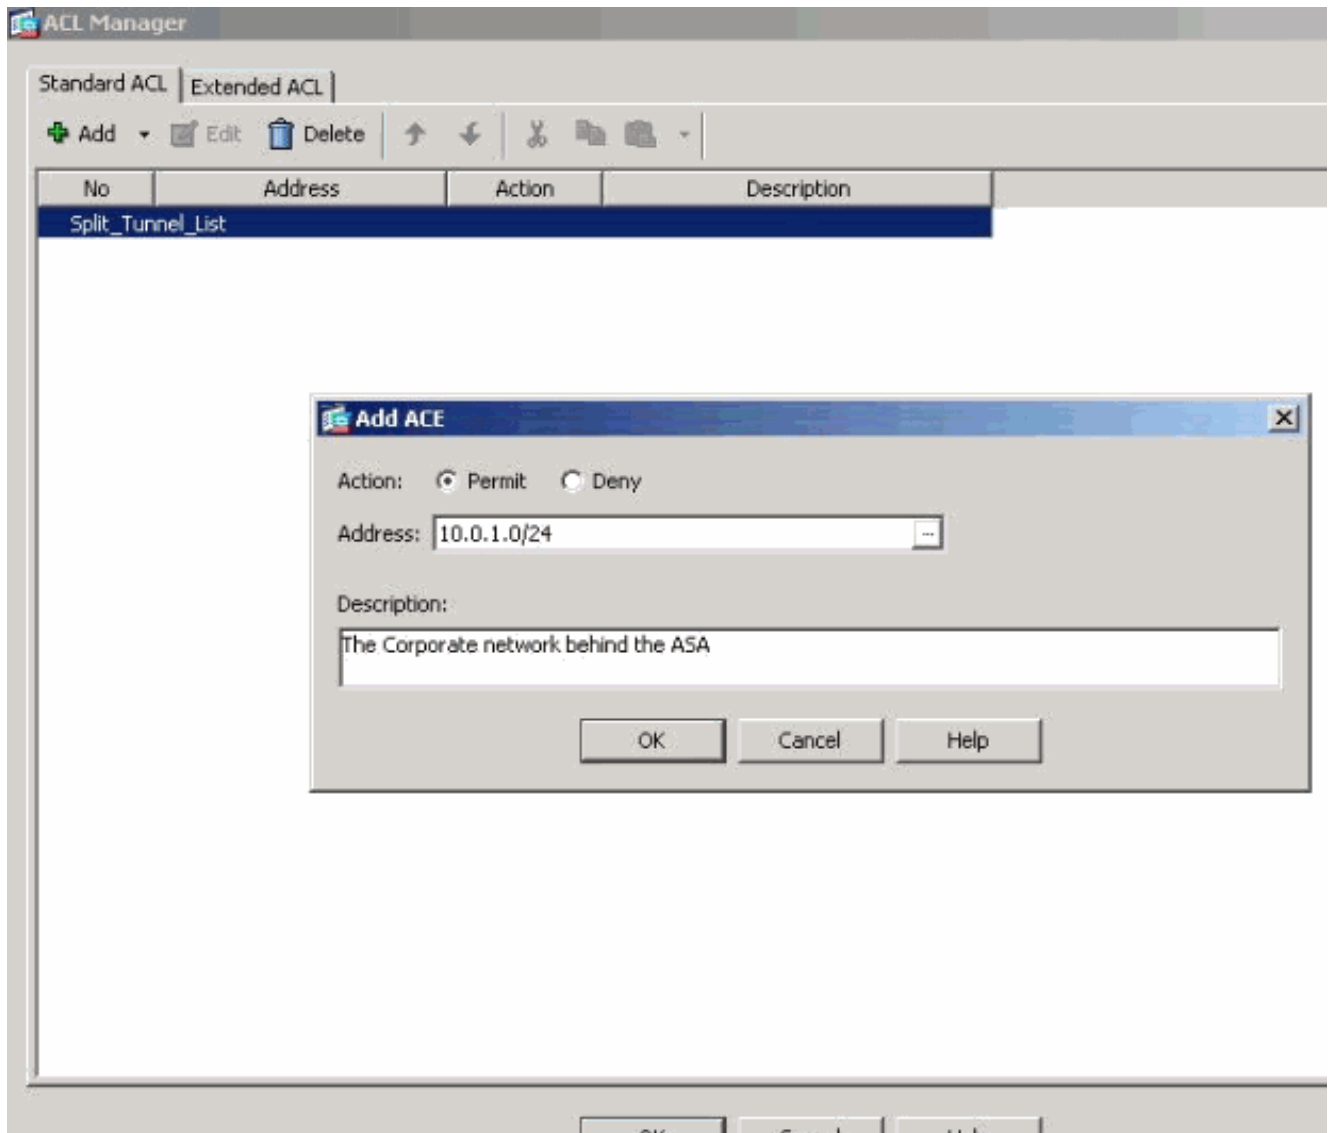 ACL Manager
Standard ACL Extended ACL
Add Edit Delete
No Address Action Description
Split_Tunnel_List
Add ACE
Action: Permit Deny
Address: 10.0.1.0/24 ...
Description:
The Corporate network behind the ASA
OK Cancel Help